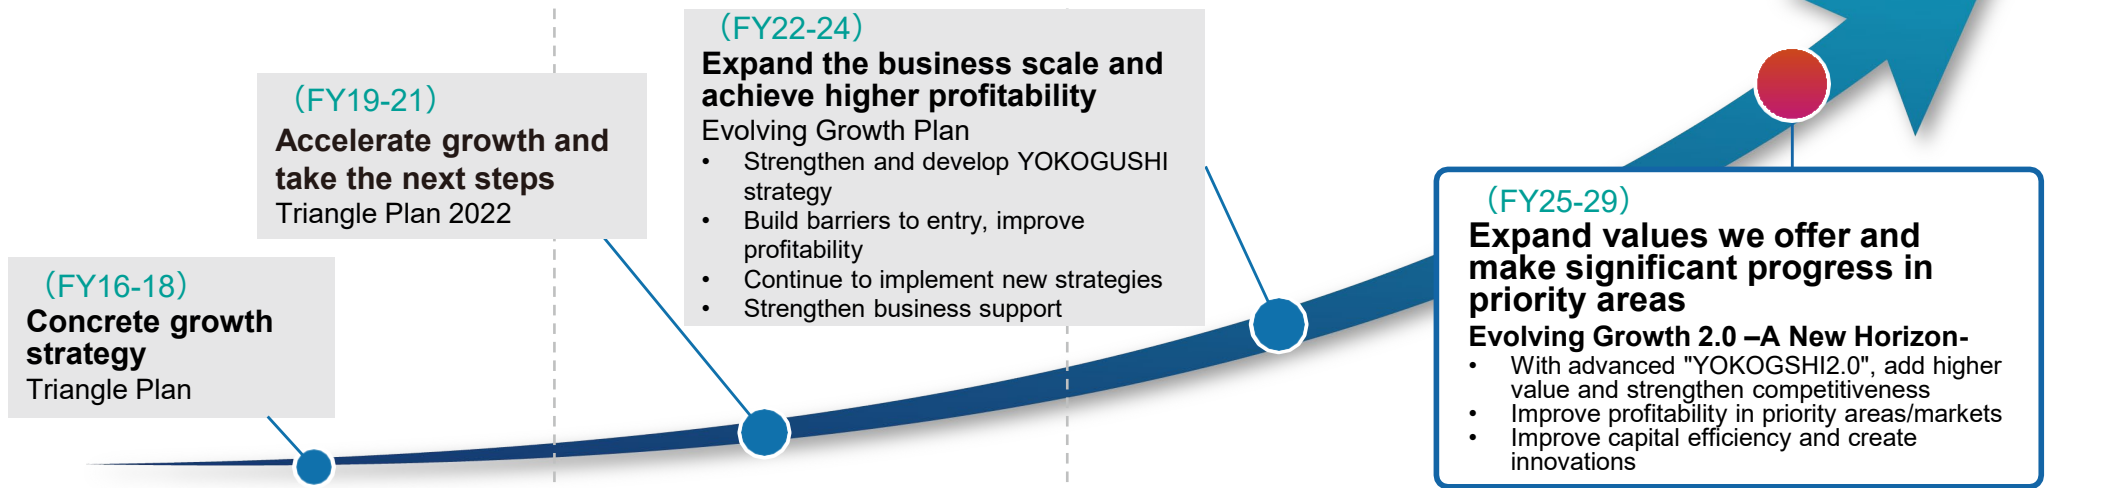 （FY16-18）
Concrete growth
strategy
Triangle Plan
（FY19-21）
Accelerate growth and
take the next steps
Triangle Plan 2022
（FY22-24）
Expand the business scale and
achieve higher profitability
Evolving Growth Plan
• Strengthen and develop YOKOGUSHI
strategy
• Build barriers to entry, improve
profitability
• Continue to implement new strategies
• Strengthen business support
（FY25-29）
Expand values we offer and
make significant progress in
priority areas
Evolving Growth 2.0 –A New Horizon-
• With advanced "YOKOGSHI2.0", add higher
value and strengthen competitiveness
• Improve profitability in priority areas/markets
• Improve capital efficiency and create
innovations